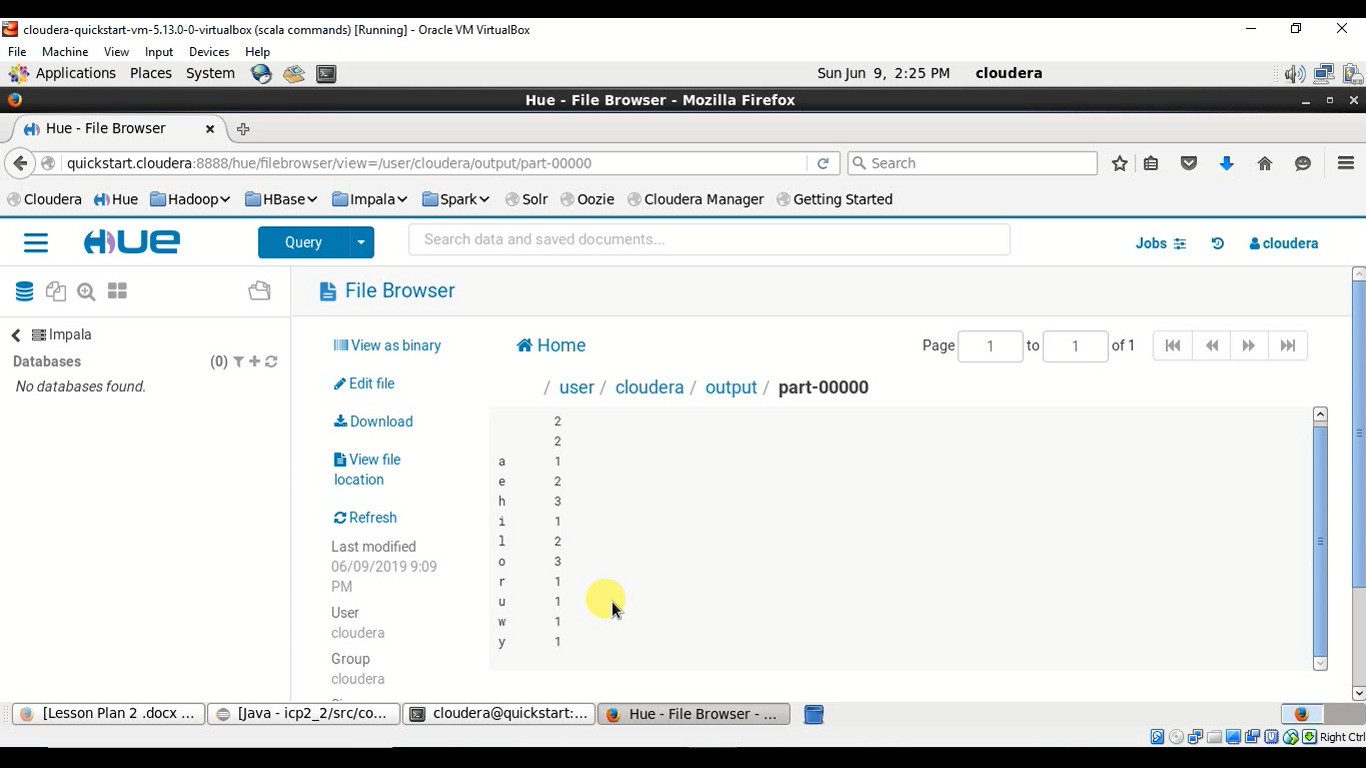 cloudera-quickstart-vm-5.13.0-0-virtualbox (scala commands) [Running] - Oracle VM VirtualBox
File Machine View Input Devices Help
Applications Places System Sun Jun 9, 2:25 PM cloudera
Hue - File Browser - Mozilla Firefox
Hue - File Browser
quickstart.cloudera:8888/hue/filebrowser/view=/user/cloudera/output/part-00000 Search
Cloudera Hue Hadoop HBase Impala Spark Solr Oozie Cloudera Manager Getting Started
HUE Query Search data and saved documents... Jobs cloudera
File Browser
Impala
Databases (0)
No databases found.
View as binary
Edit file
Download
View file
location
Refresh
Last modified
06/09/2019 9:09
PM
User
cloudera
Group
cloudera
Home Page 1 to 1 of 1
/ user / cloudera / output / part-00000
2
2
a 1
e 2
h 3
i 1
l 2
o 3
r 1
u 1
w 1
y 1
[Lesson Plan 2 .docx ... [Java - icp2_2/src/co... cloudera@quickstart:... Hue - File Browser - ...
Right Ctrl